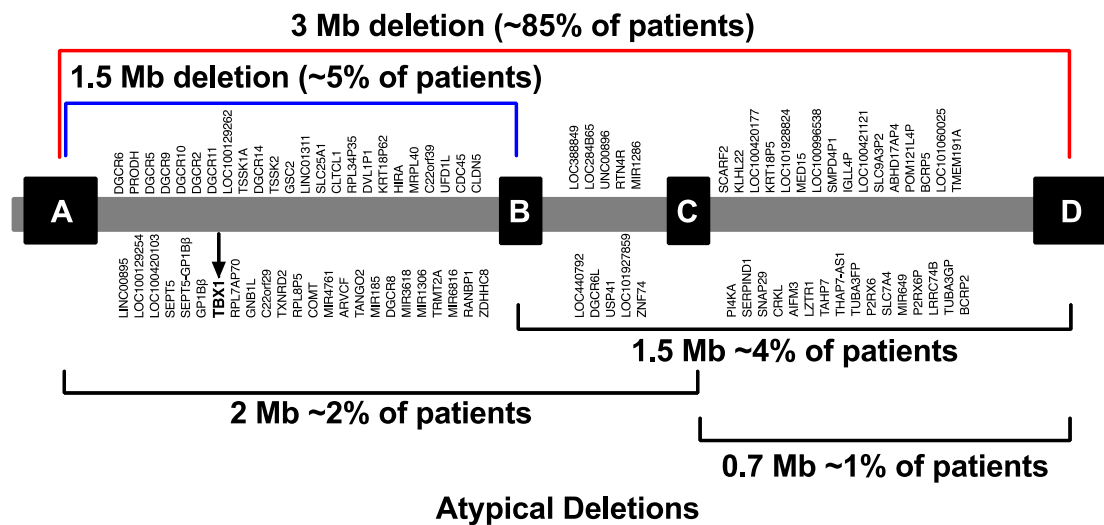 3 Mb deletion (~85% of patients)
1.5 Mb deletion (~5% of patients)
DGCR6
PRODH
DGCR5
DGCR9
DGCR10
DGCR2
DGCR11
LOC100129262
TSSK1A
DGCR14
TSSK2
GSC2
LINC01311
SLC25A1
CLTCL1
RPL34P35
DVL1P1
KRT18P62
HIRA
MRPL40
C22orf39
UFD1L
CDC45
CLDN5
LOC388849
LOC284B65
UNC00896
RTN4R
MIR1286
SCARF2
KLHL22
LOC100420177
KRT18P5
LOC101928824
MED15
LOC100996538
SMPD4P1
IGLL4P
LOC100421121
SLC9A3P2
ABHD17AP4
POM121L4P
BCRP5
LOC101060025
TMEM191A
A
B
C
D
LINC00895
LOC100129254
LOC100420103
SEPT5
SEPT5-GP1Bβ
GP1Bβ
TBX1
RPL7AP70
GNB1L
C22orf29
TXNRD2
RPL8P5
COMT
MIR4761
ARVCF
TANGO2
MIR185
DGCR8
MIR3618
MIR1306
TRMT2A
MIR6816
RANBP1
ZDHHC8
LOC440792
DGCR6L
USP41
LOC101927859
ZNF74
PI4KA
SERPIND1
SNAP29
CRKL
AIFM3
LZTR1
TAHP7
THAP7-AS1
TUBA3FP
P2RX6
SLC7A4
MIR649
P2RX6P
LRRC74B
TUBA3GP
BCRP2
1.5 Mb ~4% of patients
2 Mb ~2% of patients
0.7 Mb ~1% of patients
Atypical Deletions